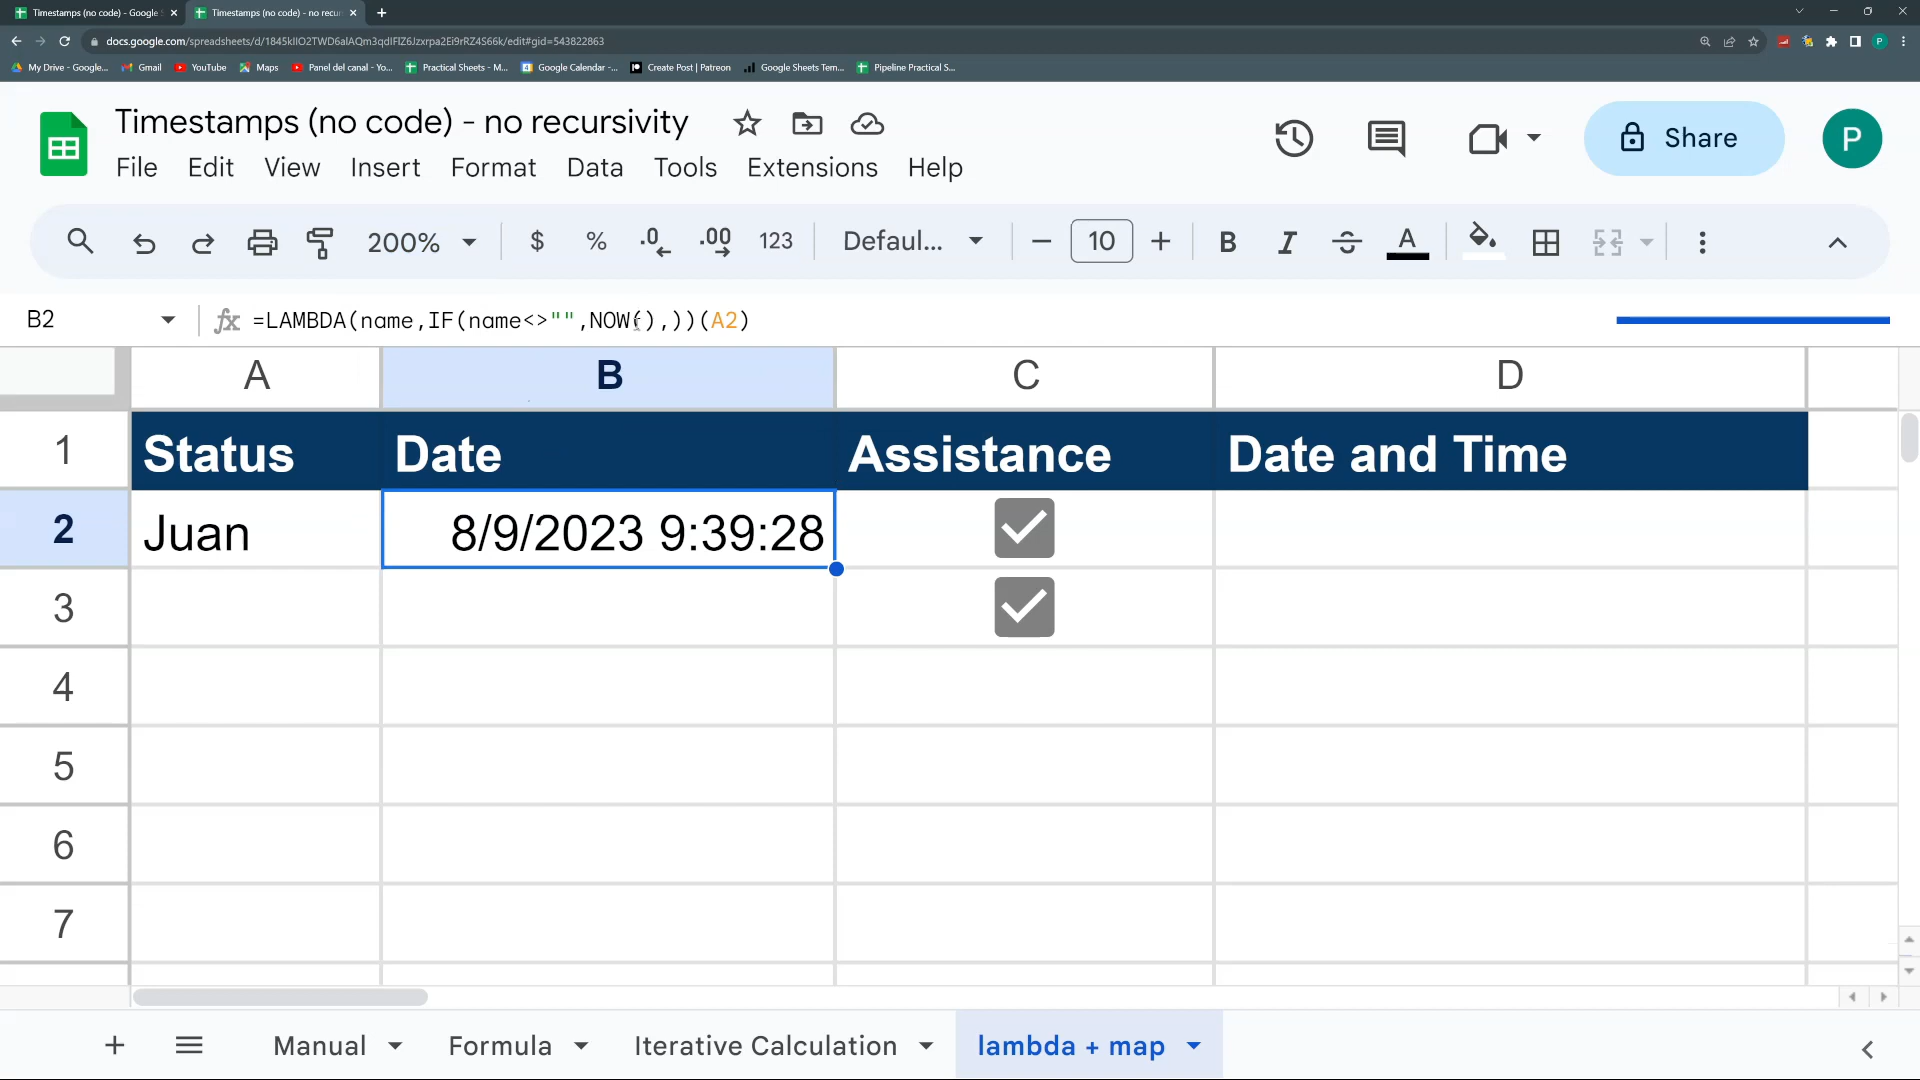 Timestamps (no code) - Google
Timestamps (no code) - no recur
docs.google.com/spreadsheets/d/1845kIIO2TWD6aIAQm3qdIFIZ6Jzxrpa2Ei9rRZ4S66k/edit#gid=543822863
My Drive - Google...
Gmail
YouTube
Maps
Panel del canal - Yo...
Practical Sheets - M...
Google Calendar -...
Create Post | Patreon
Google Sheets Tem...
Pipeline Practical S...
Timestamps (no code) - no recursivity
Share
P
File Edit View Insert Format Data Tools Extensions Help
200% $ % .0 .00 123 Defaul... 10 B I A
B2
fx =LAMBDA(name,IF(name<>"",NOW(),))(A2)
A B C D
1 Status Date Assistance Date and Time
2 Juan 8/9/2023 9:39:28
3
4
5
6
7
Manual Formula Iterative Calculation lambda + map